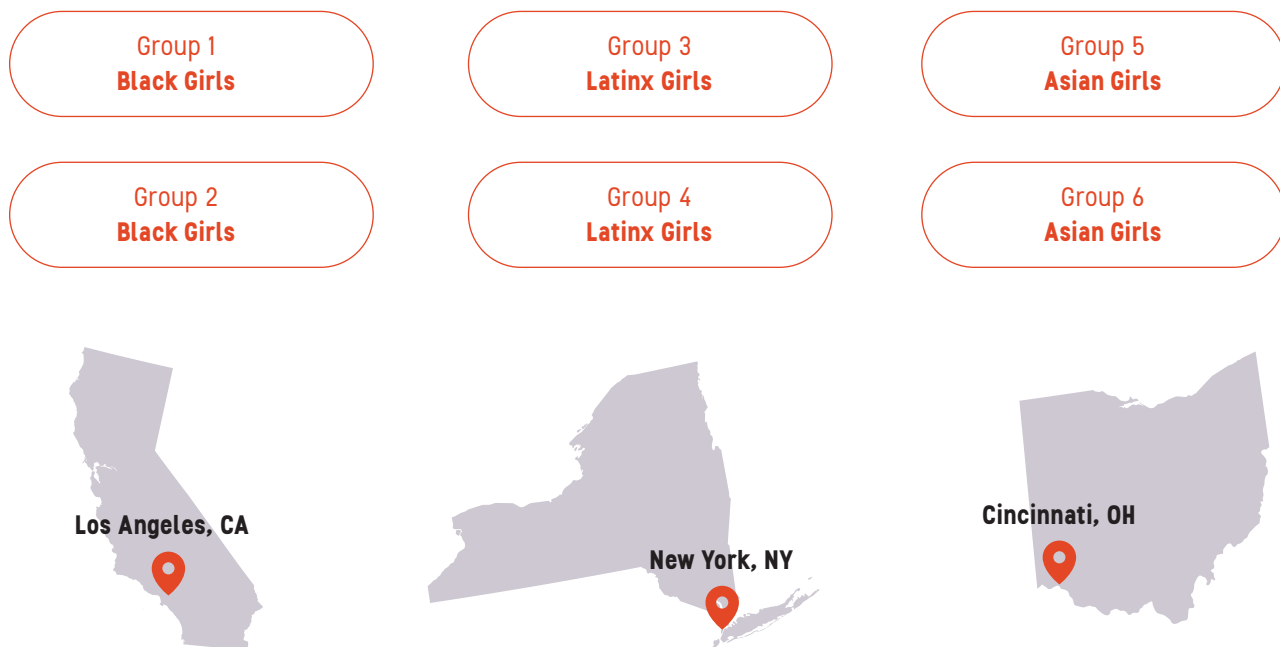 Group 1
Black Girls
Group 3
Latinx Girls
Group 5
Asian Girls
Group 2
Black Girls
Group 4
Latinx Girls
Group 6
Asian Girls
Los Angeles, CA
New York, NY
Cincinnati, OH